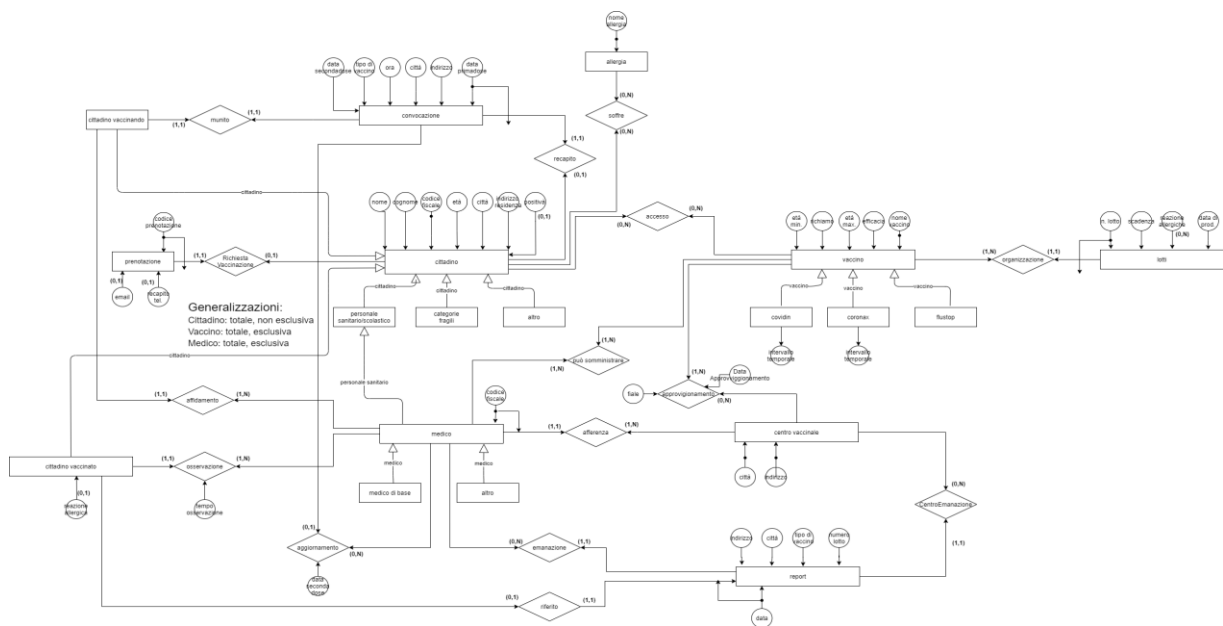 nome
allergia
allergia
(0,N)
soffre
(0,N)
data
secondadose
tipo di
vaccino
ora
città
indirizzo
data
primadose
convocazione
cittadino vaccinando
(1,1)
munito
(1,1)
(1,1)
recapito
(0,1)
cittadino
nome
cognome
codice
fiscale
età
città
indirizzo
residenza
positivo
(0,1)
cittadino
(0,N)
accesso
(0,N)
età
min.
richiamo
età
max.
efficacia
nome
vaccino
vaccino
(1,N)
organizzazione
(1,1)
n. lotto
scadenza
reazione
allergiche
(0,N)
data di
prod.
lotti
codice
prenotazione
prenotazione
(1,1)
Richiesta
Vaccinazione
(0,1)
(0,1)
email
(0,1)
recapito
tel.
Generalizzazioni:
Cittadino: totale, non esclusiva
Vaccino: totale, esclusiva
Medico: totale, esclusiva
cittadino
cittadino
cittadino
cittadino
personale
sanitario/scolastico
categorie
fragili
altro
vaccino
vaccino
vaccino
covidin
coronax
flustop
intervallo
temporale
intervallo
temporale
(1,N)
può somministrare
(1,N)
personale sanitario
(1,N)
Data
Approvviggionamento
fiale
approvigionamento
(0,N)
(1,1)
affidamento
(1,N)
codice
fiscale
medico
(1,1)
afferenza
(1,N)
centro vaccinale
città
indirizzo
cittadino vaccinato
(1,1)
osservazione
(1,N)
(0,1)
reazione
allergica
tempo
osservazione
medico
medico
medico di base
altro
(0,N)
CentroEmanazione
(1,1)
(0,1)
aggiornamento
(0,N)
data
seconda
dose
(0,N)
emanazione
(1,1)
indirizzo
città
tipo di
vaccino
numero
lotto
report
(0,1)
riferito
(1,1)
data